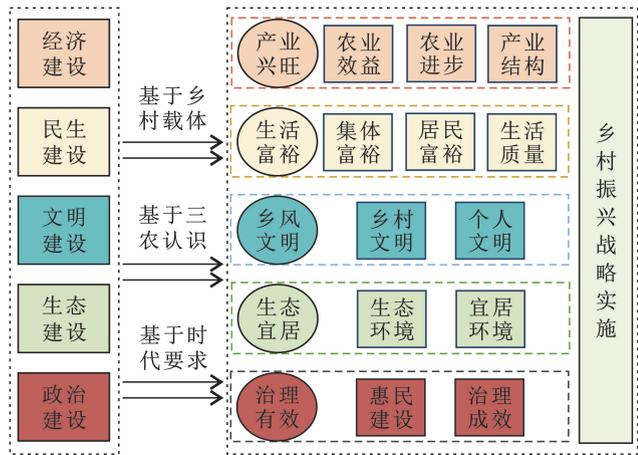 经济
建设
民生
建设
文明
建设
生态
建设
政治
建设
基于乡
村载体
基于三
农认识
基于时
代要求
产业
兴旺
农业
效益
农业
进步
产业
结构
生活
富裕
集体
富裕
居民
富裕
生活
质量
乡风
文明
乡村
文明
个人
文明
生态
宜居
生态
环境
宜居
环境
治理
有效
惠民
建设
治理
成效
乡村振兴战略实施